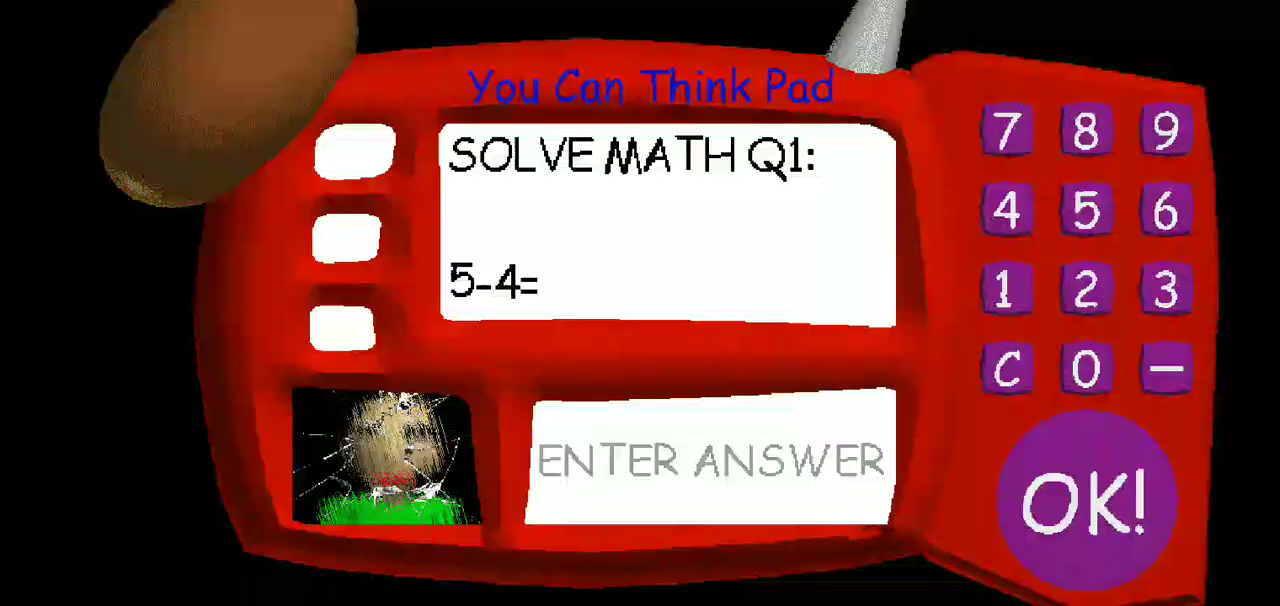 You Can Think Pad
SOLVE MATH Q1:
5-4=
ENTER ANSWER
7 8 9
4 5 6
1 2 3
C 0 —
OK!